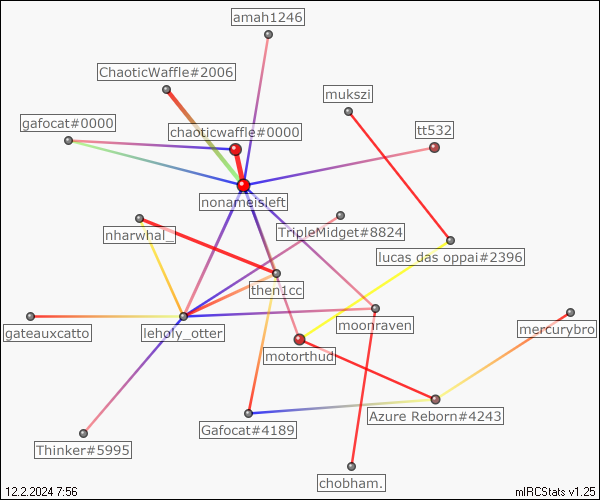 amah1246
ChaoticWaffle#2006
mukszi
gafocat#0000
chaoticwaffle#0000
tt532
nonameisleft
nharwhal_
TripleMidget#8824
lucas das oppai#2396
then1cc
gateauxcatto
leholy_otter
moonraven
mercurybro
motorthud
Azure Reborn#4243
Gafocat#4189
Thinker#5995
chobham.
12.2.2024 7:56
mIRCStats v1.25